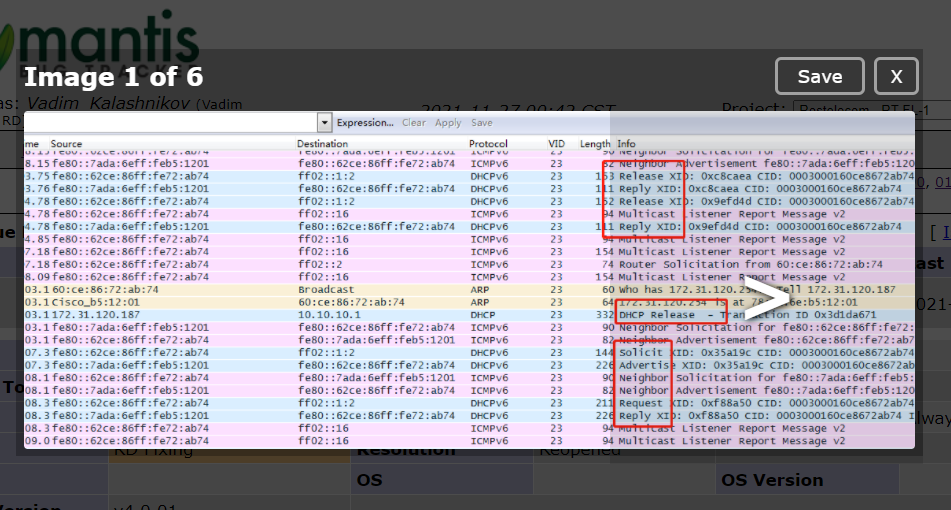 mantis
Image 1 of 6
Save
X
as: Vadim_Kalashnikov (Vadim
2021-11-27 00:42 CST
Project:
RD
Expression... Clear Apply Save
me Source Destination Protocol VID Length Info
8.15 fe80::7ada:6eff:feb5:1201 ICMPv6 23 Neighbor
8.15 fe80::62ce:86ff:fe72:ab74 fe80::7ada:6eff:feb5:1201 ICMPv6 23 82 Neighbor Advertisement fe80::62ce:86ff:fe72:ab74
3.75 fe80::62ce:86ff:fe72:ab74 ff02::1:2 DHCPv6 23 153 Release XID: 0xc8caea CID: 0003000160ce8672ab74
3.76 fe80::7ada:6eff:feb5:1201 fe80::62ce:86ff:fe72:ab74 DHCPv6 23 111 Reply XID: 0xc8caea CID: 0003000160ce8672ab74
4.78 fe80::62ce:86ff:fe72:ab74 ff02::1:2 DHCPv6 23 152 Release XID: 0x9efd4d CID: 0003000160ce8672ab74
4.78 fe80::62ce:86ff:fe72:ab74 ff02::16 ICMPv6 23 94 Multicast Listener Report Message v2
4.78 fe80::7ada:6eff:feb5:1201 fe80::62ce:86ff:fe72:ab74 DHCPv6 23 111 Reply XID: 0x9efd4d CID: 0003000160ce8672ab74
4.85 fe80::62ce:86ff:fe72:ab74 ff02::16 ICMPv6 23 94 Multicast Listener Report Message v2
7.16 fe80::62ce:86ff:fe72:ab74 ff02::16 ICMPv6 23 154 Multicast Listener Report Message v2
7.18 fe80::62ce:86ff:fe72:ab74 ff02::2 ICMPv6 23 74 Router Solicitation from 60:ce:86:72:ab:74
8.09 fe80::62ce:86ff:fe72:ab74 ff02::16 ICMPv6 23 154 Multicast Listener Report Message v2
03.1 60:ce:86:72:ab:74 Broadcast ARP 23 60 Who has 172.31.120.254? Tell 172.31.120.187
03.1 Cisco_b5:12:01 60:ce:86:72:ab:74 ARP 23 64 172.31.120.254 is at
03.1 172.31.120.187 10.10.10.1 DHCP 23 332 DHCP Release - Transaction ID 0x3d1da671
03.1 fe80::62ce:86ff:fe72:ab74 fe80::7ada:6eff:feb5:1201 ICMPv6 23 90 Neighbor Solicitation for fe80::62ce:86ff:fe72:
03.1 fe80::62ce:86ff:fe72:ab74 fe80::7ada:6eff:feb5:1201 ICMPv6 23 82 Neighbor Advertisement fe80::62ce:86ff:fe72:ab74
07.3 fe80::62ce:86ff:fe72:ab74 ff02::1:2 DHCPv6 23 144 Solicit XID: 0x35a19c CID: 0003000160ce8672ab74
07.3 fe80::7ada:6eff:feb5:1201 fe80::62ce:86ff:fe72:ab74 DHCPv6 23 226 Advertise XID: 0x35a19c CID: 0003000160ce8672ab74
08.1 fe80::62ce:86ff:fe72:ab74 fe80::7ada:6eff:feb5:1201 ICMPv6 23 90 Neighbor Solicitation for fe80::7ada:6eff:feb5:
08.1 fe80::7ada:6eff:feb5:1201 fe80::62ce:86ff:fe72:ab74 ICMPv6 23 82 Neighbor Advertisement fe80::7ada:6eff:feb5:120
08.3 fe80::62ce:86ff:fe72:ab74 ff02::1:2 DHCPv6 23 211 Request XID: 0xf88a50 CID: 0003000160ce8672ab74
08.3 fe80::7ada:6eff:feb5:1201 fe80::62ce:86ff:fe72:ab74 DHCPv6 23 226 Reply XID: 0xf88a50 CID: 0003000160ce8672ab74
08.3 fe80::62ce:86ff:fe72:ab74 ff02::16 ICMPv6 23 94 Multicast Listener Report Message v2
09.0 fe80::62ce:86ff:fe72:ab74 ff02::16 ICMPv6 23 94 Multicast Listener Report Message v2
RD Fixing Resolution Reopened
OS
OS Version